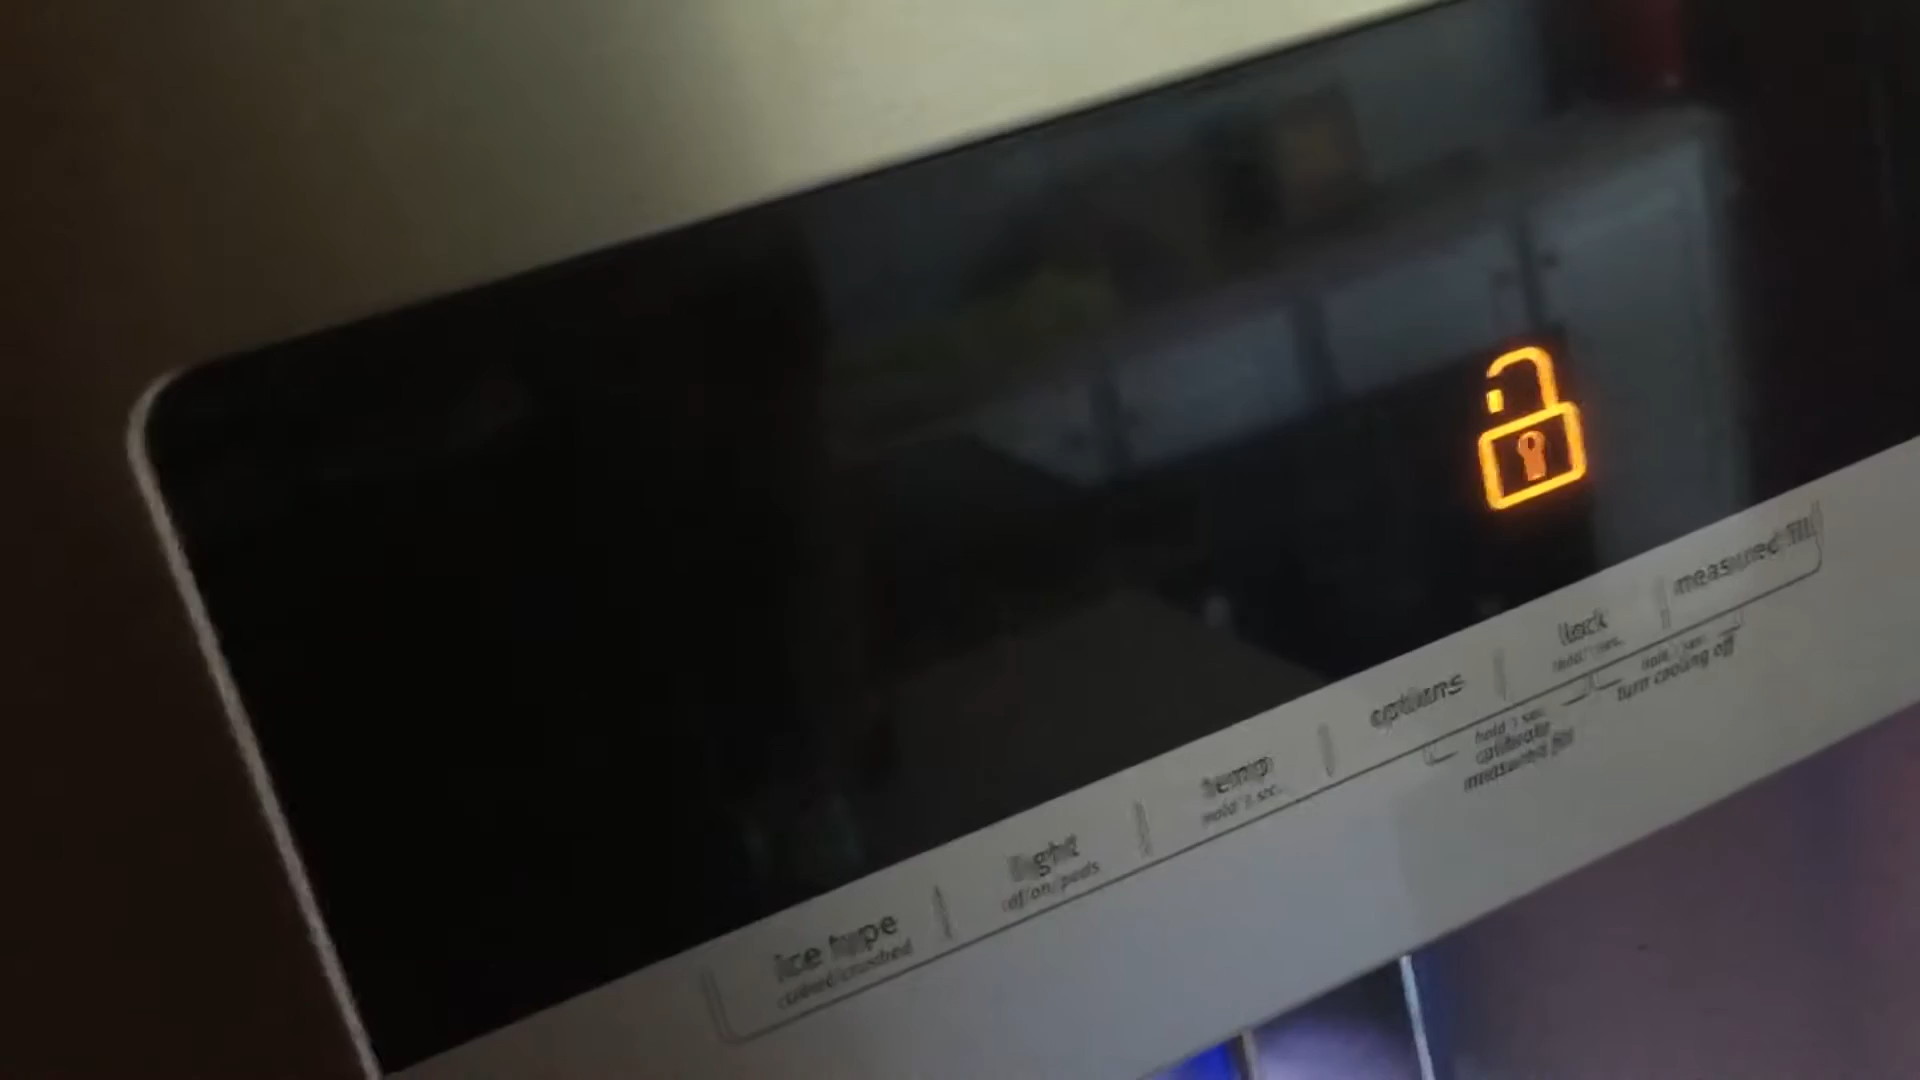 ice type
cubed/crushed
light
off/on/pods
temp
hold 3 sec.
options
lock
hold 3 sec.
measured fill
hold 3 sec.
calibrate
measured fill
hold 3 sec.
turn cooling off